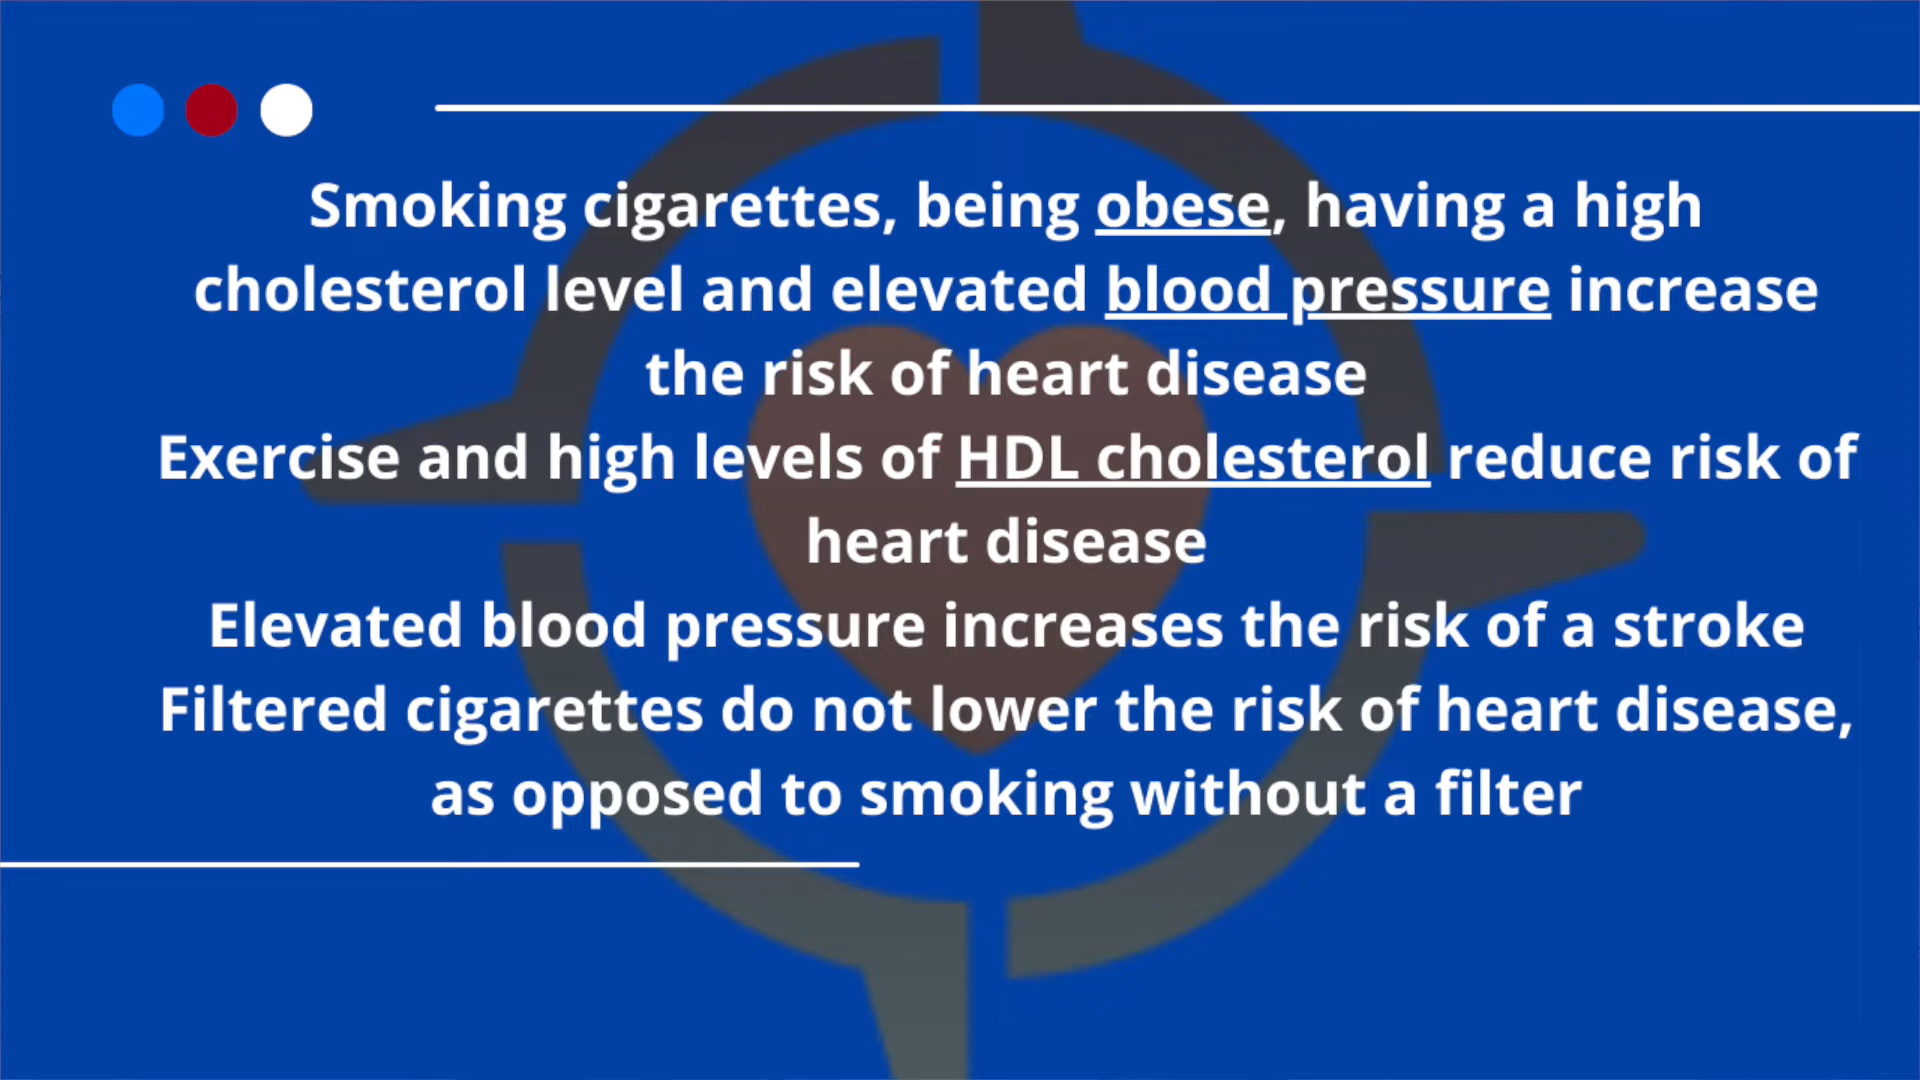 Smoking cigarettes, being obese, having a high
cholesterol level and elevated blood pressure increase
the risk of heart disease
Exercise and high levels of HDL cholesterol reduce risk of
heart disease
Elevated blood pressure increases the risk of a stroke
Filtered cigarettes do not lower the risk of heart disease,
as opposed to smoking without a filter